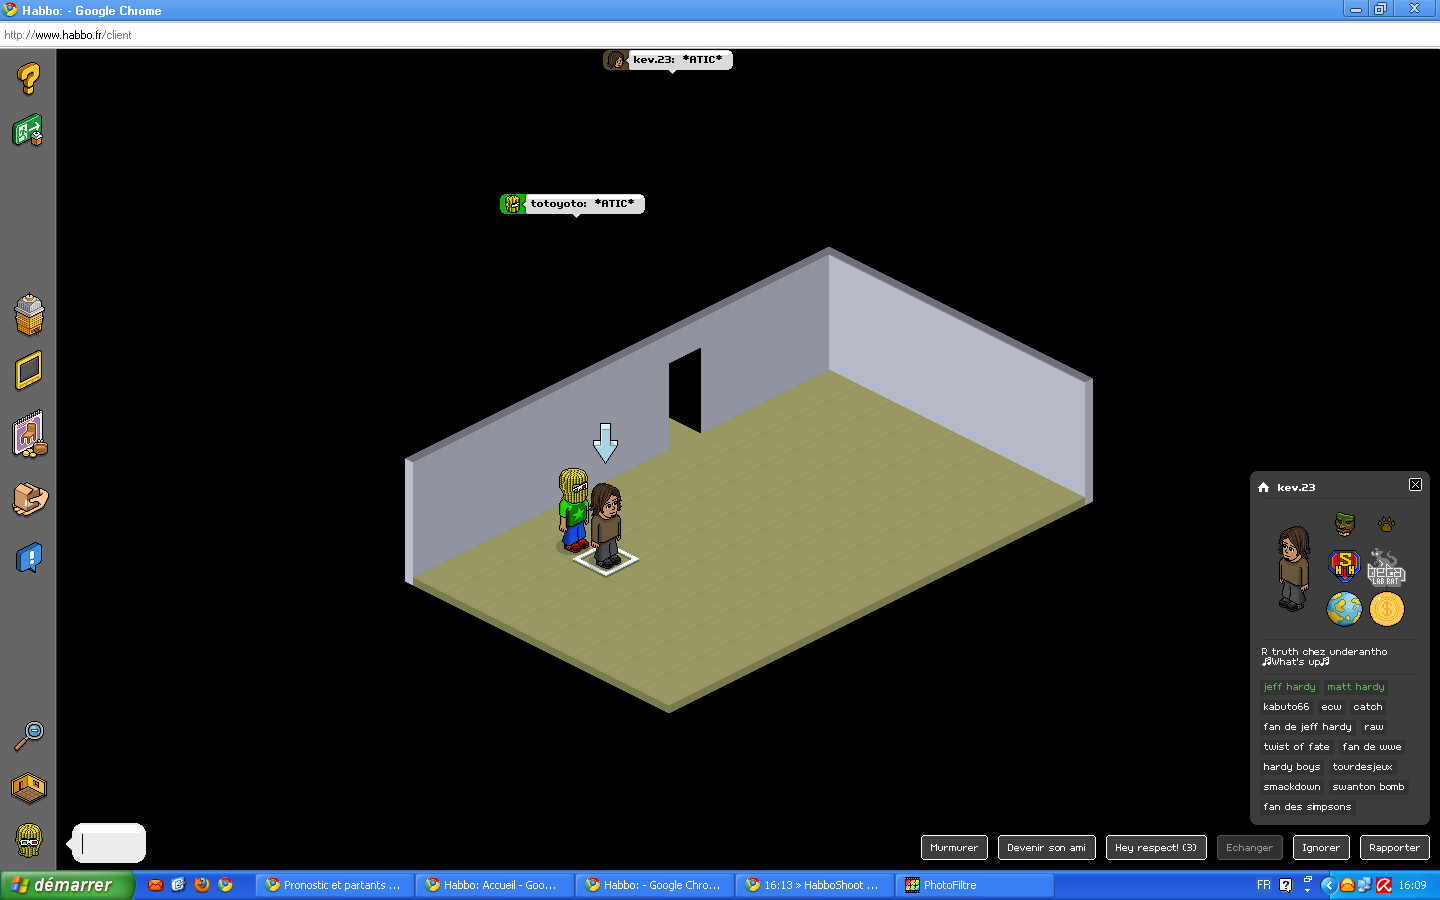 Habbo: - Google Chrome
http://www.habbo.fr/client
kev.23: *ATIC*
totoyoto: *ATIC*
kev.23
S
H H
beta
LAB RAT
$
R truth chez underantho
♫What's up♫
jeff hardy matt hardy
kabuto66 ecw catch
fan de jeff hardy raw
twist of fate fan de wwe
hardy boys tourdesjeux
smackdown swanton bomb
fan des simpsons
Murmurer Devenir son ami Hey respect! (3) Echanger Ignorer Rapporter
démarrer Pronostic et partants ... Habbo: Accueil - Goo... Habbo: - Google Chro... 16:13 » HabboShoot ... PhotoFiltre FR 16:09